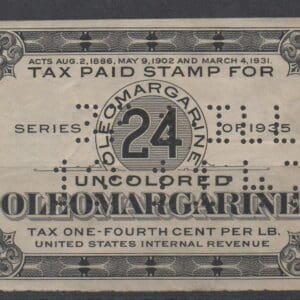 ACTS AUG.2,1886, MAY 9,1902 AND MARCH 4,1931.
TAX PAID STAMP FOR
OLEOMARGARINE
SERIES 24 OF 1935
UNCOLORED
OLEOMARGARINE
TAX ONE-FOURTH CENT PER LB.
UNITED STATES INTERNAL REVENUE